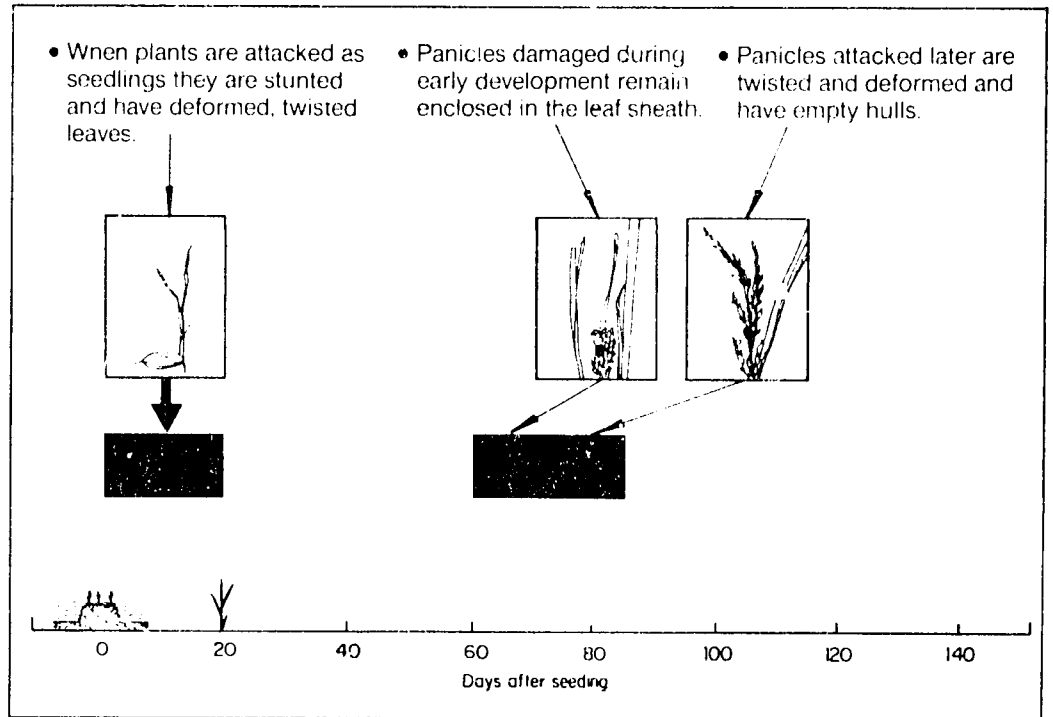 • Wnen plants are attacked as
seedlings they are stunted
and have deformed, twisted
leaves.
• Panicles damaged during
early development remain
enclosed in the leaf sheath.
• Panicles attacked later are
twisted and deformed and
have empty hulls.
0 20 40 60 80 100 120 140
Days after seeding